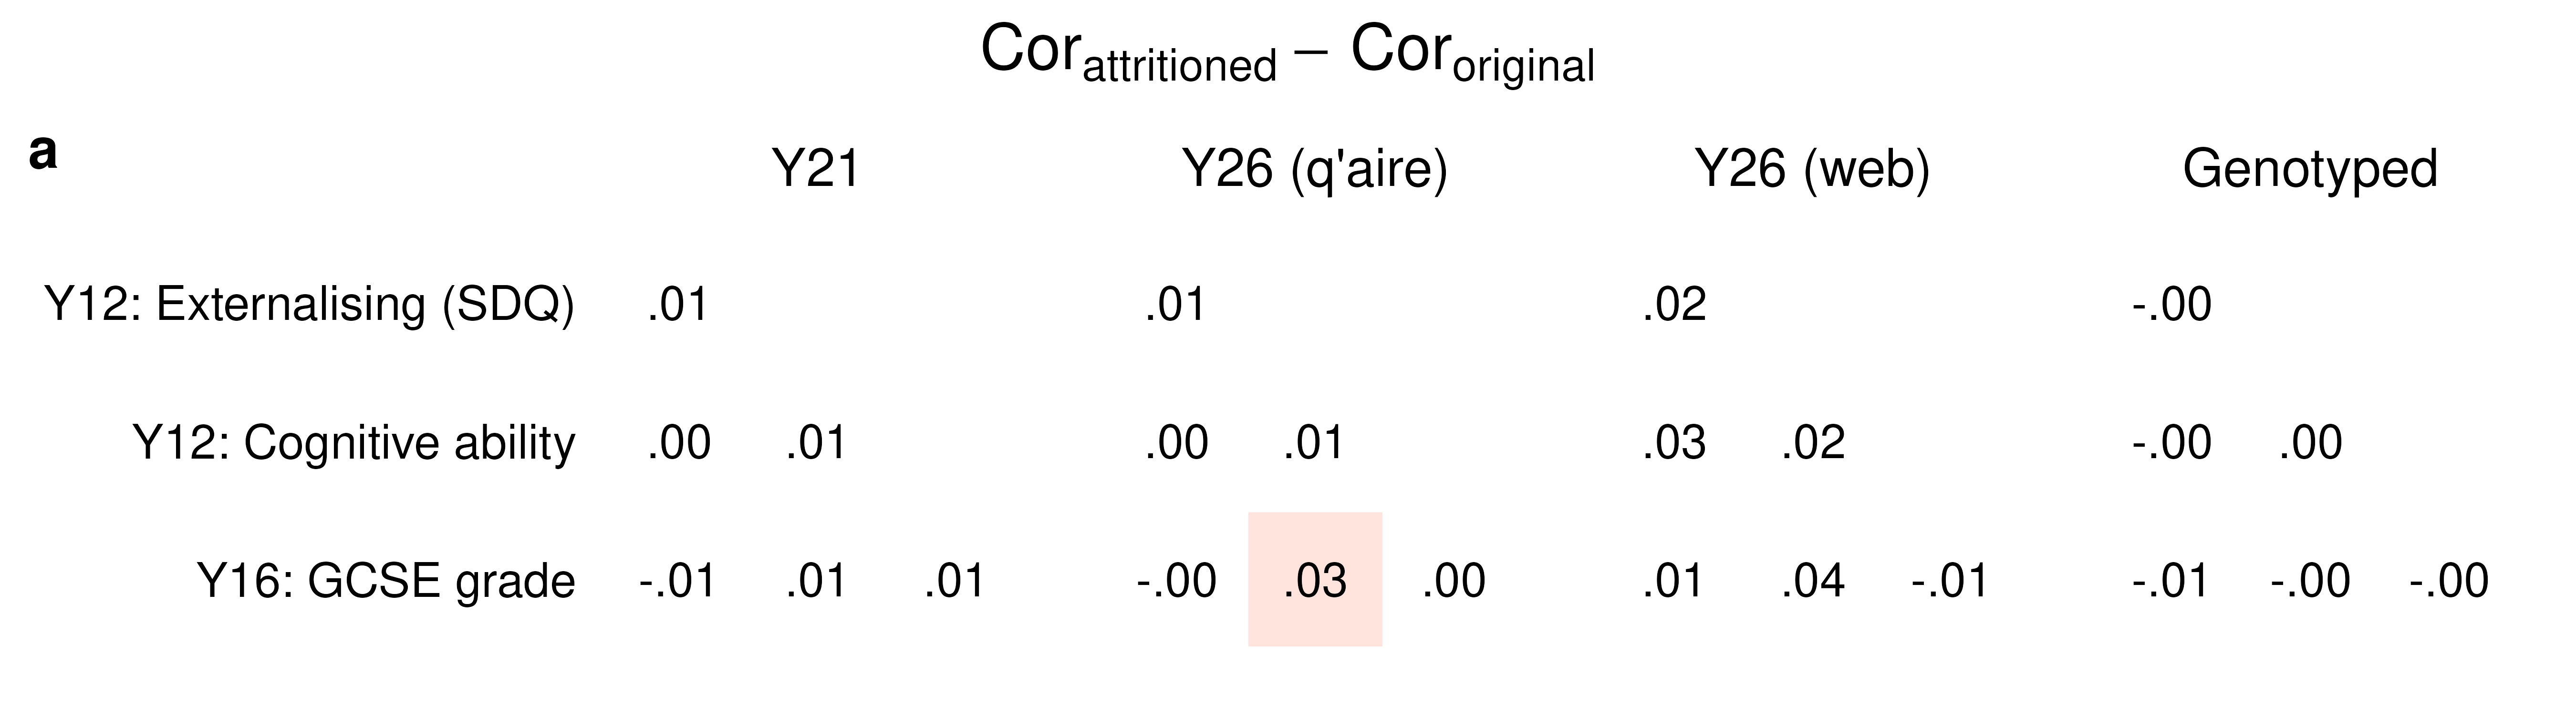 Corattritioned – Cororiginal
a
Y21 Y26 (q'aire) Y26 (web) Genotyped
Y12: Externalising (SDQ) .01 .01 .02 -.00
Y12: Cognitive ability .00 .01 .00 .01 .03 .02 -.00 .00
Y16: GCSE grade -.01 .01 .01 -.00 .03 .00 .01 .04 -.01 -.01 -.00 -.00